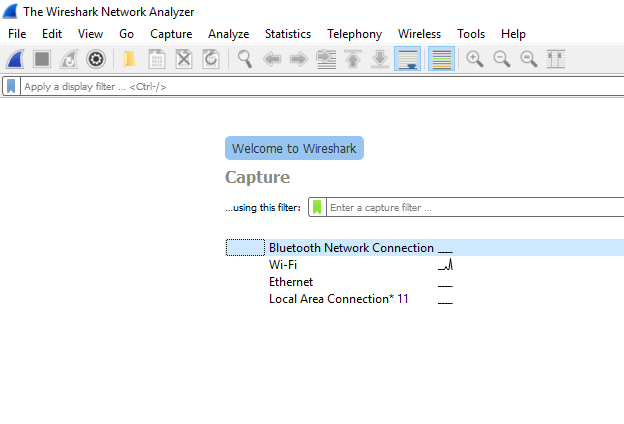 The Wireshark Network Analyzer
File Edit View Go Capture Analyze Statistics Telephony Wireless Tools Help
Apply a display filter ... <Ctrl-/>
Welcome to Wireshark
Capture
...using this filter: Enter a capture filter ...
Bluetooth Network Connection
Wi-Fi
Ethernet
Local Area Connection* 11